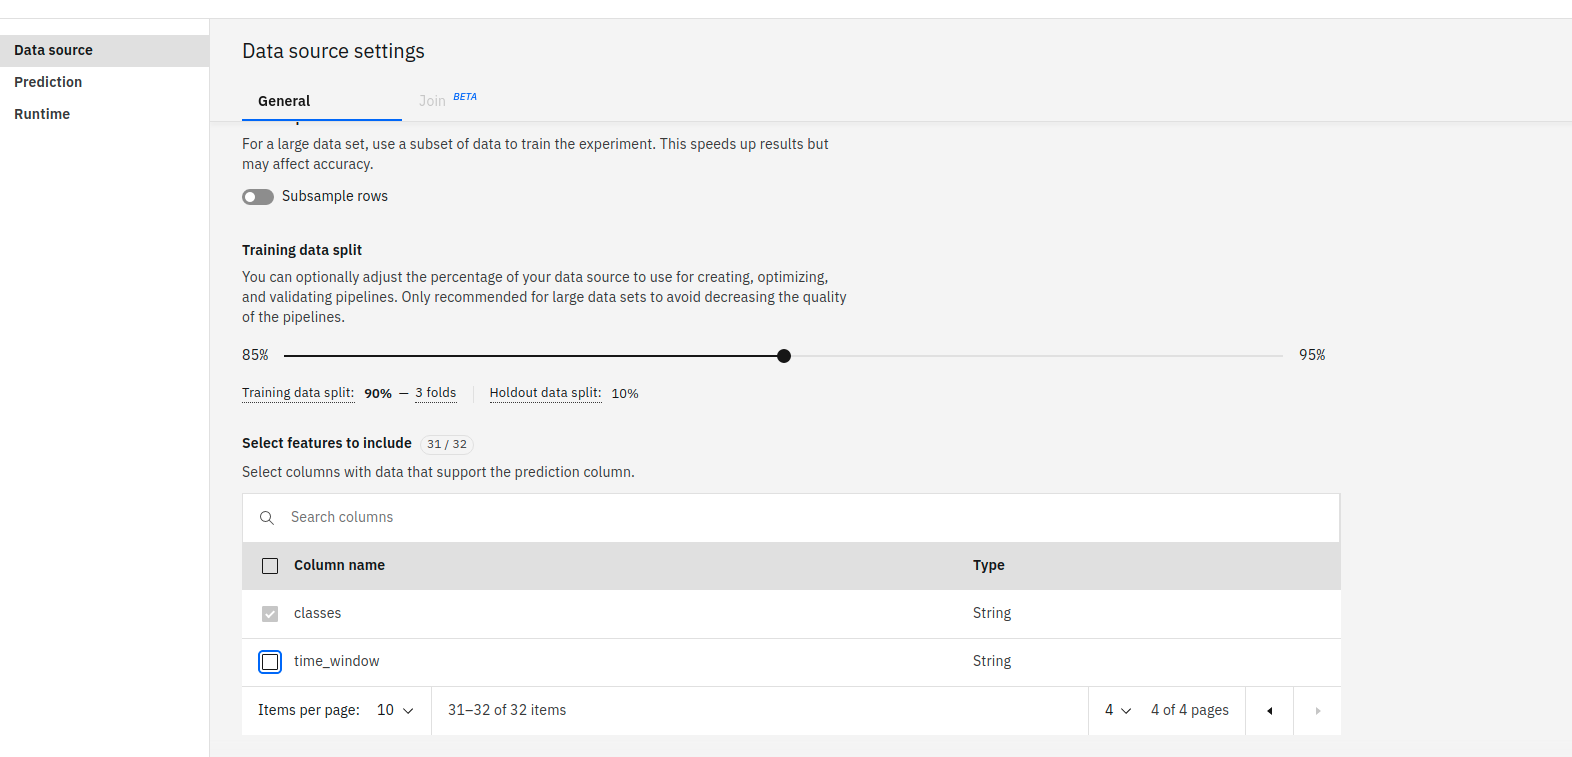 Data source
Prediction
Runtime
Data source settings
General
Join BETA
For a large data set, use a subset of data to train the experiment. This speeds up results but
may affect accuracy.
Subsample rows
Training data split
You can optionally adjust the percentage of your data source to use for creating, optimizing,
and validating pipelines. Only recommended for large data sets to avoid decreasing the quality
of the pipelines.
85% 95%
Training data split: 90% — 3 folds Holdout data split: 10%
Select features to include 31 / 32
Select columns with data that support the prediction column.
Search columns
Column name Type
classes String
time_window String
Items per page: 10 31–32 of 32 items 4 4 of 4 pages